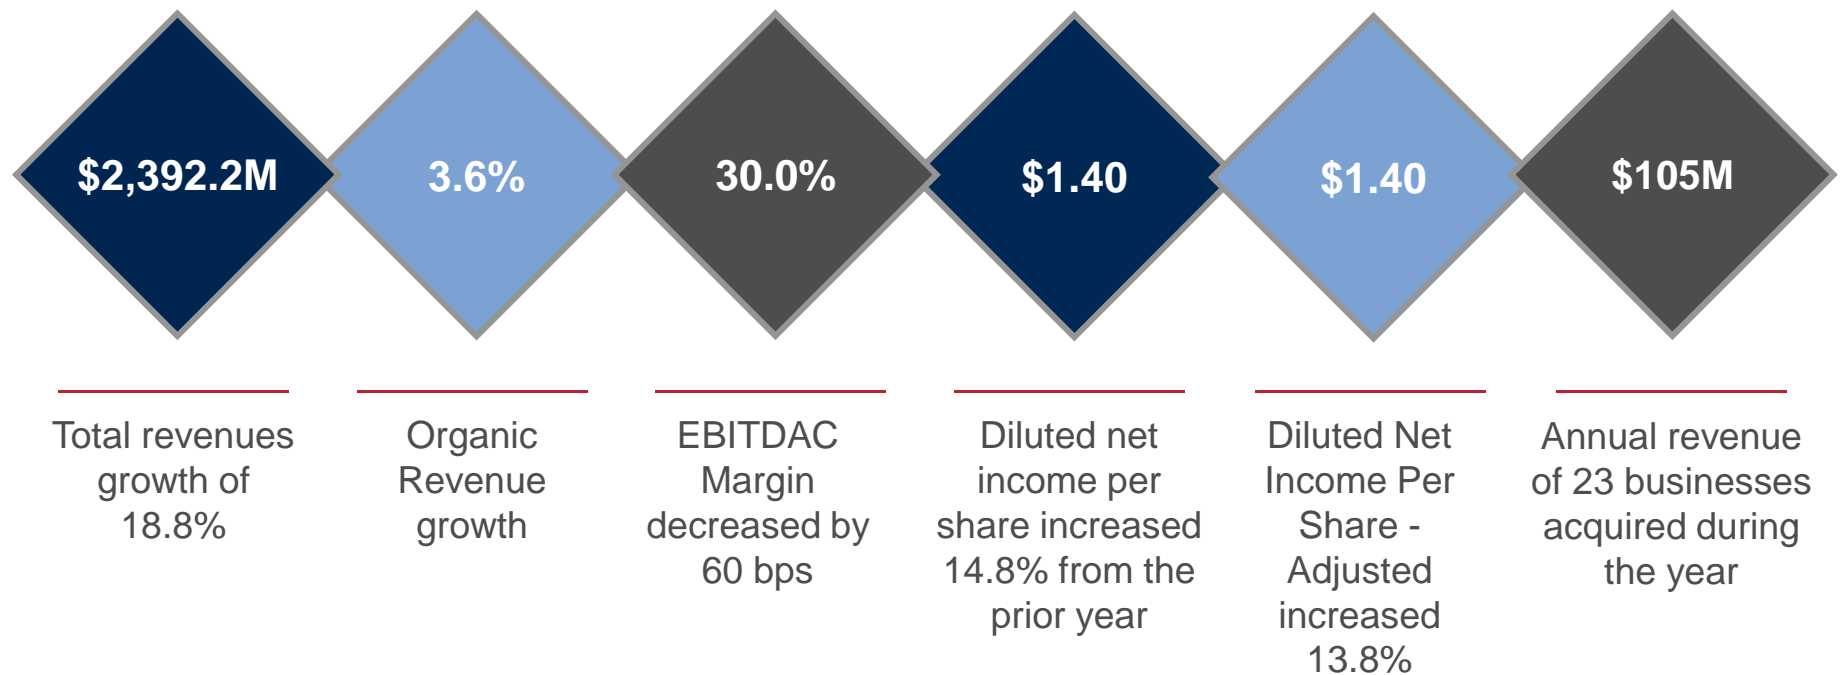 $2,392.2M
3.6%
30.0%
$1.40
$1.40
$105M
Total revenues
growth of
18.8%
Organic
Revenue
growth
EBITDAC
Margin
decreased by
60 bps
Diluted net
income per
share increased
14.8% from the
prior year
Diluted Net
Income Per
Share -
Adjusted
increased
13.8%
Annual revenue
of 23 businesses
acquired during
the year